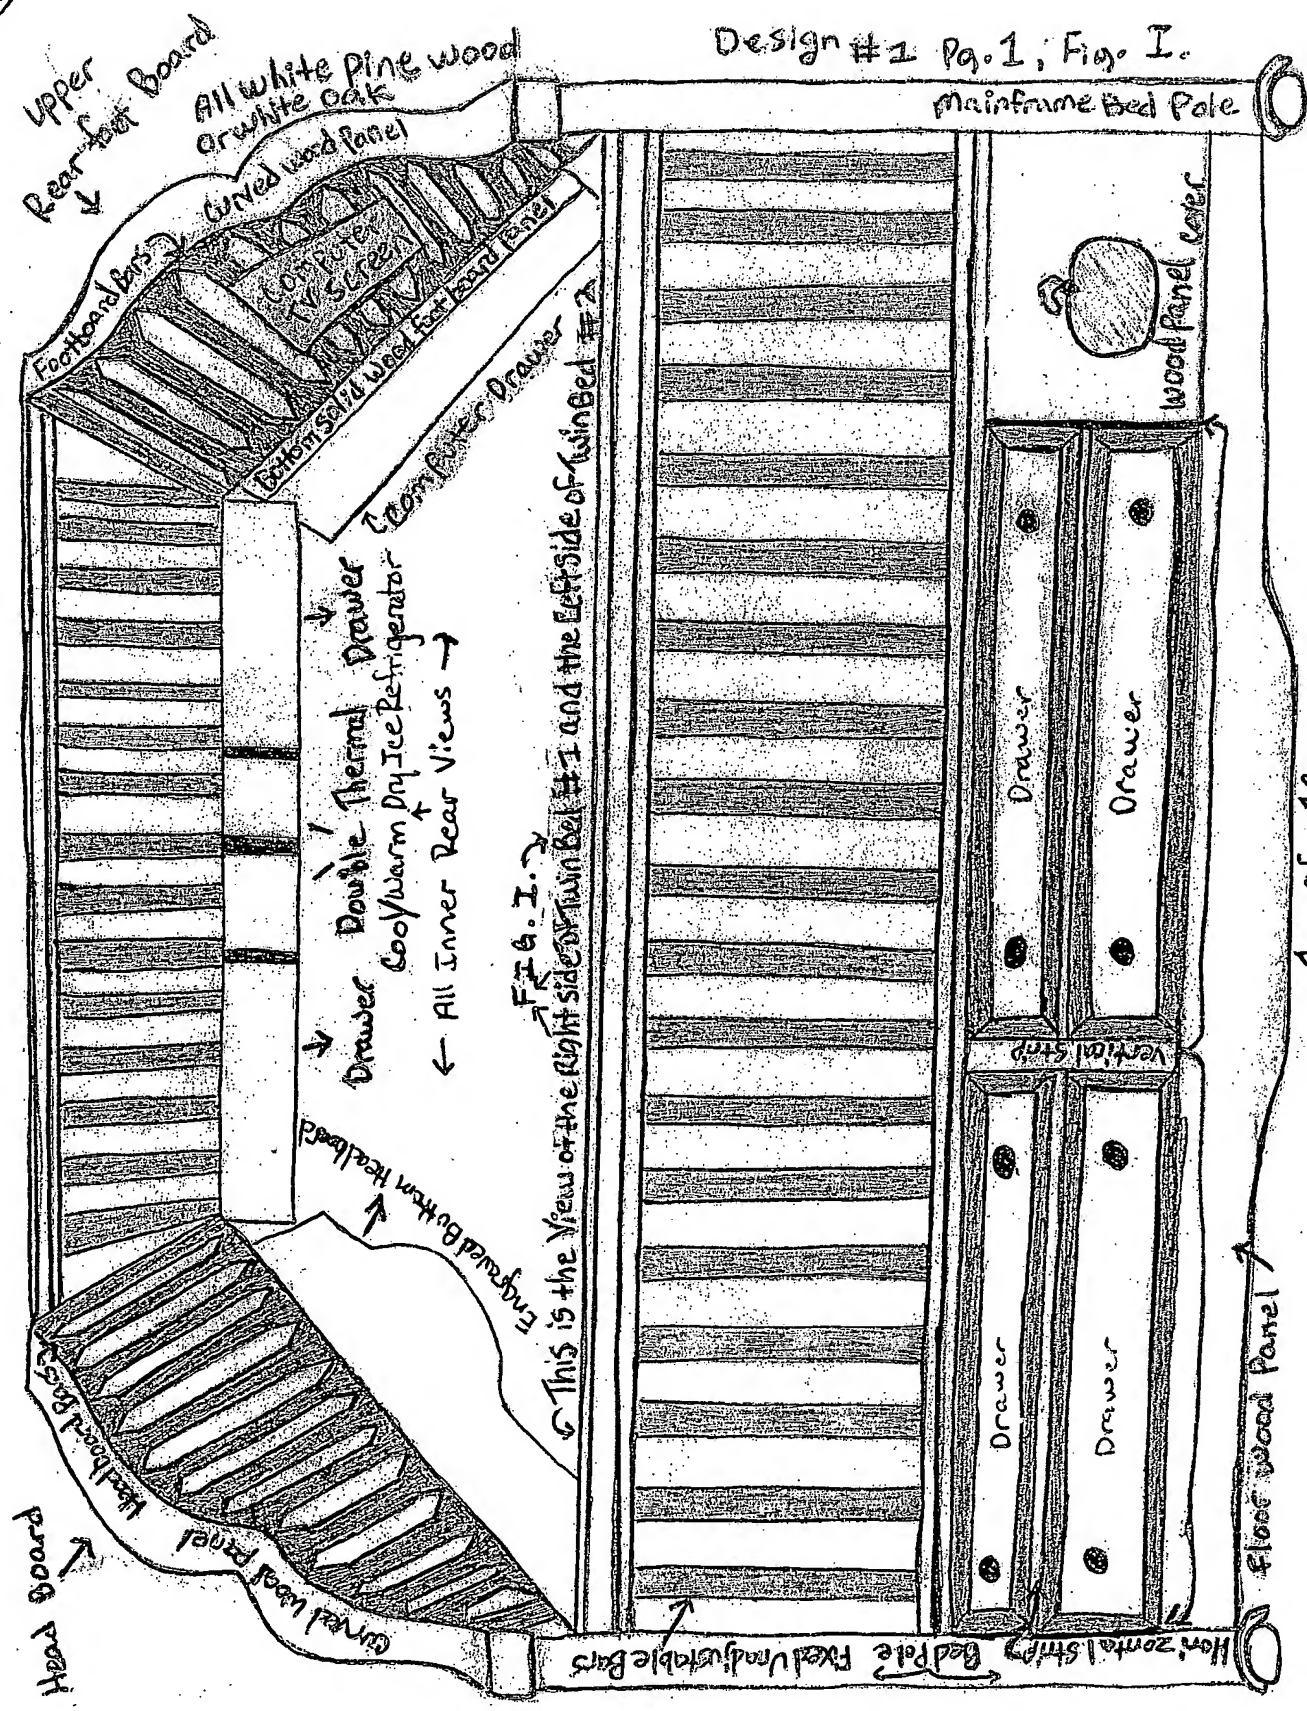 Design #1 Pg. 1, Fig. I.
Mainframe Bed Pole
Upper
Rear foot Board
All white pine wood
or white oak
Curved wood Panel
Footboard Bars
Computer
TV Screen
Bottom Solid wood foot board Panel
Computer Drawer
Wood Panel cover
Drawer Double Thermal Drawer
Cool/Warm Dry Ice Refrigerator
← All Inner Rear Views →
FIG. I.
This is the View of the Right side of Twin Bed #1 and the Left side of Twin Bed #2
"Engraved Bottom Headboard
Drawer
Drawer
Vertical Strip
Drawer
Drawer
Head Board
Headboard Bars
Curved wood panel
Fixed Unadjustable Bars
Bed Pole
Horizontal Strip
Floor Wood Panel